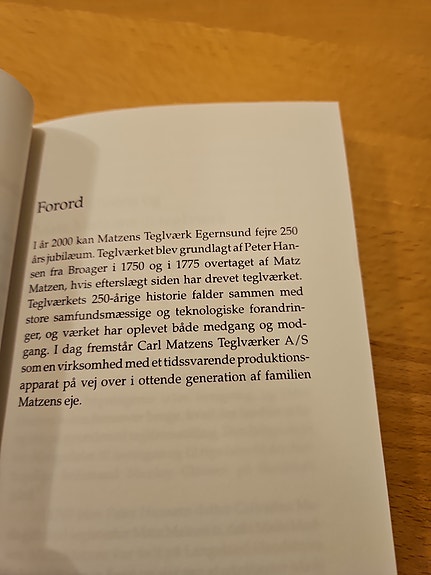 Forord
I år 2000 kan Matzens Teglværk Egernsund fejre 250
års jubilæum. Teglværket blev grundlagt af Peter Han-
sen fra Broager i 1750 og i 1775 overtaget af Matz
Matzen, hvis efterslægt siden har drevet teglværket.
Teglværkets 250-årige historie falder sammen med
store samfundsmæssige og teknologiske forandrin-
ger, og værket har oplevet både medgang og mod-
gang. I dag fremstår Carl Matzens Teglværker A/S
som en virksomhed med et tidssvarende produktions-
apparat på vej over i ottende generation af familien
Matzens eje.